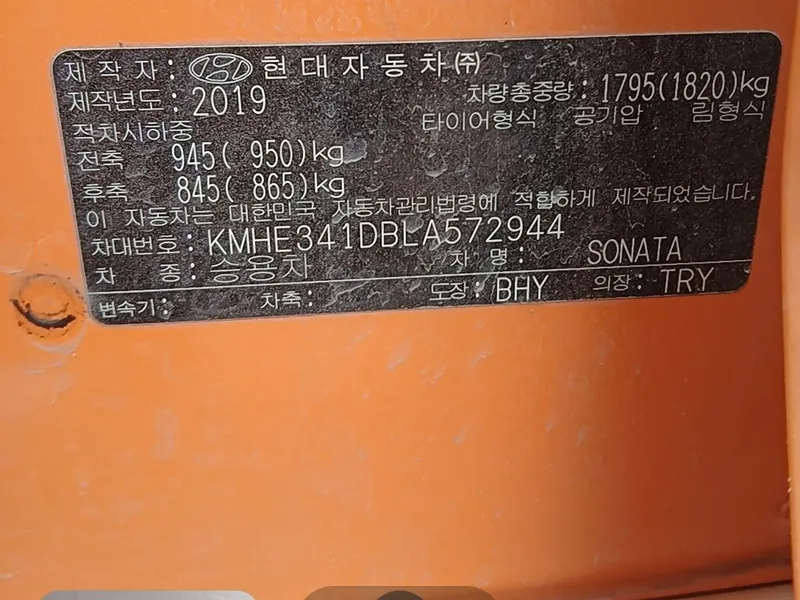 제 작 자 : 현대자동차㈜
제작년도 : 2019 차량총중량 : 1795(1820)kg
적차시하중 타이어형식 공기압 림형식
전축 945( 950)kg
후축 845( 865)kg
이 자동차는 대한민국 자동차관리법령에 적합하게 제작되었습니다.
차대번호 : KMHE341DBLA572944
차 종 : 승용차 차 명 : SONATA
변속기 : 차축 : 도장 : BHY 의장 : TRY